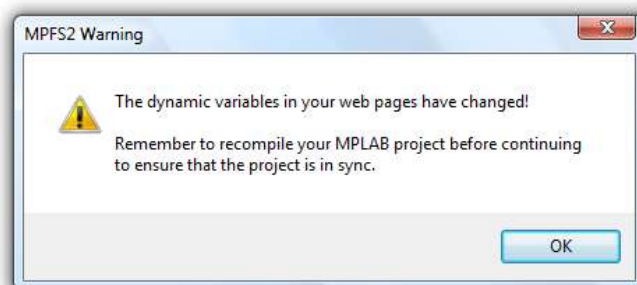 MPFS2 Warning
The dynamic variables in your web pages have changed!
Remember to recompile your MPLAB project before continuing
to ensure that the project is in sync.
OK